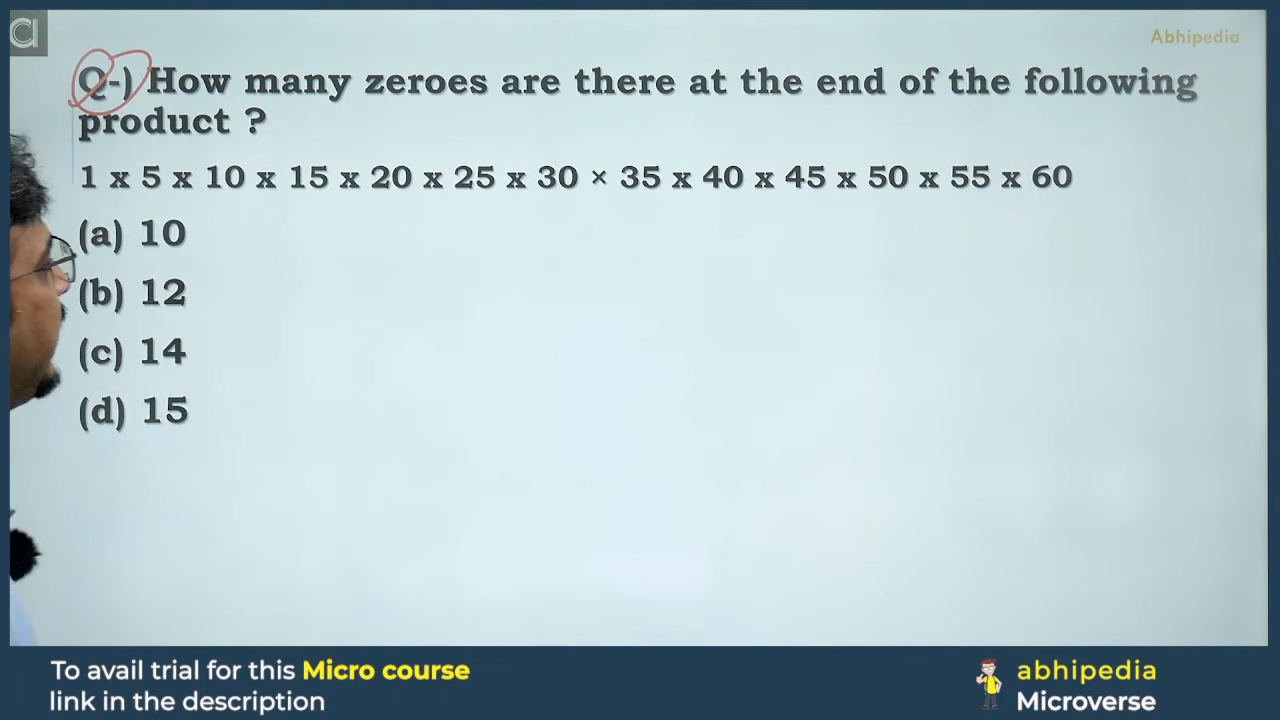 a
Abhipedia
Q-) How many zeroes are there at the end of the following
product ?
1 x 5 x 10 x 15 x 20 x 25 x 30 × 35 x 40 x 45 x 50 x 55 x 60
(a) 10
(b) 12
(c) 14
(d) 15
To avail trial for this Micro course
link in the description
abhipedia
Microverse